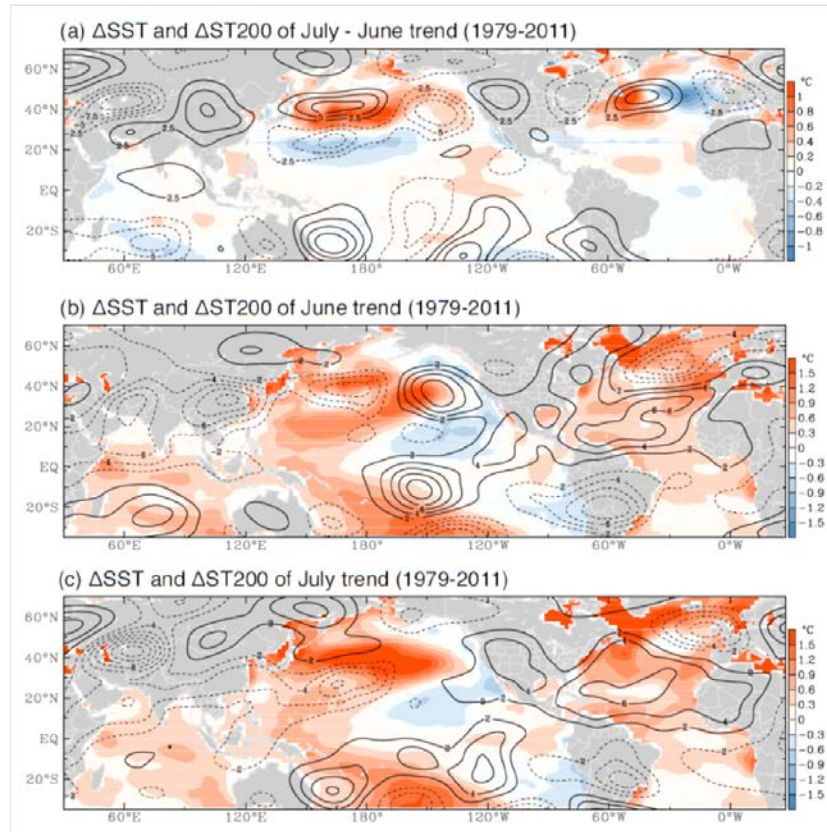 (a) ΔSST and ΔST200 of July - June trend (1979-2011)
60°N
40°N
20°N
EQ
20°S
60°E 120°E 180° 120°W 60°W 0°W
°C
1
0.8
0.6
0.4
0.2
0
-0.2
-0.4
-0.6
-0.8
-1
(b) ΔSST and ΔST200 of June trend (1979-2011)
60°N
40°N
20°N
EQ
20°S
60°E 120°E 180° 120°W 60°W 0°W
°C
1.5
1.2
0.9
0.6
0.3
0
-0.3
-0.6
-0.9
-1.2
-1.5
(c) ΔSST and ΔST200 of July trend (1979-2011)
60°N
40°N
20°N
EQ
20°S
60°E 120°E 180° 120°W 60°W 0°W
°C
1.5
1.2
0.9
0.6
0.3
0
-0.3
-0.6
-0.9
-1.2
-1.5